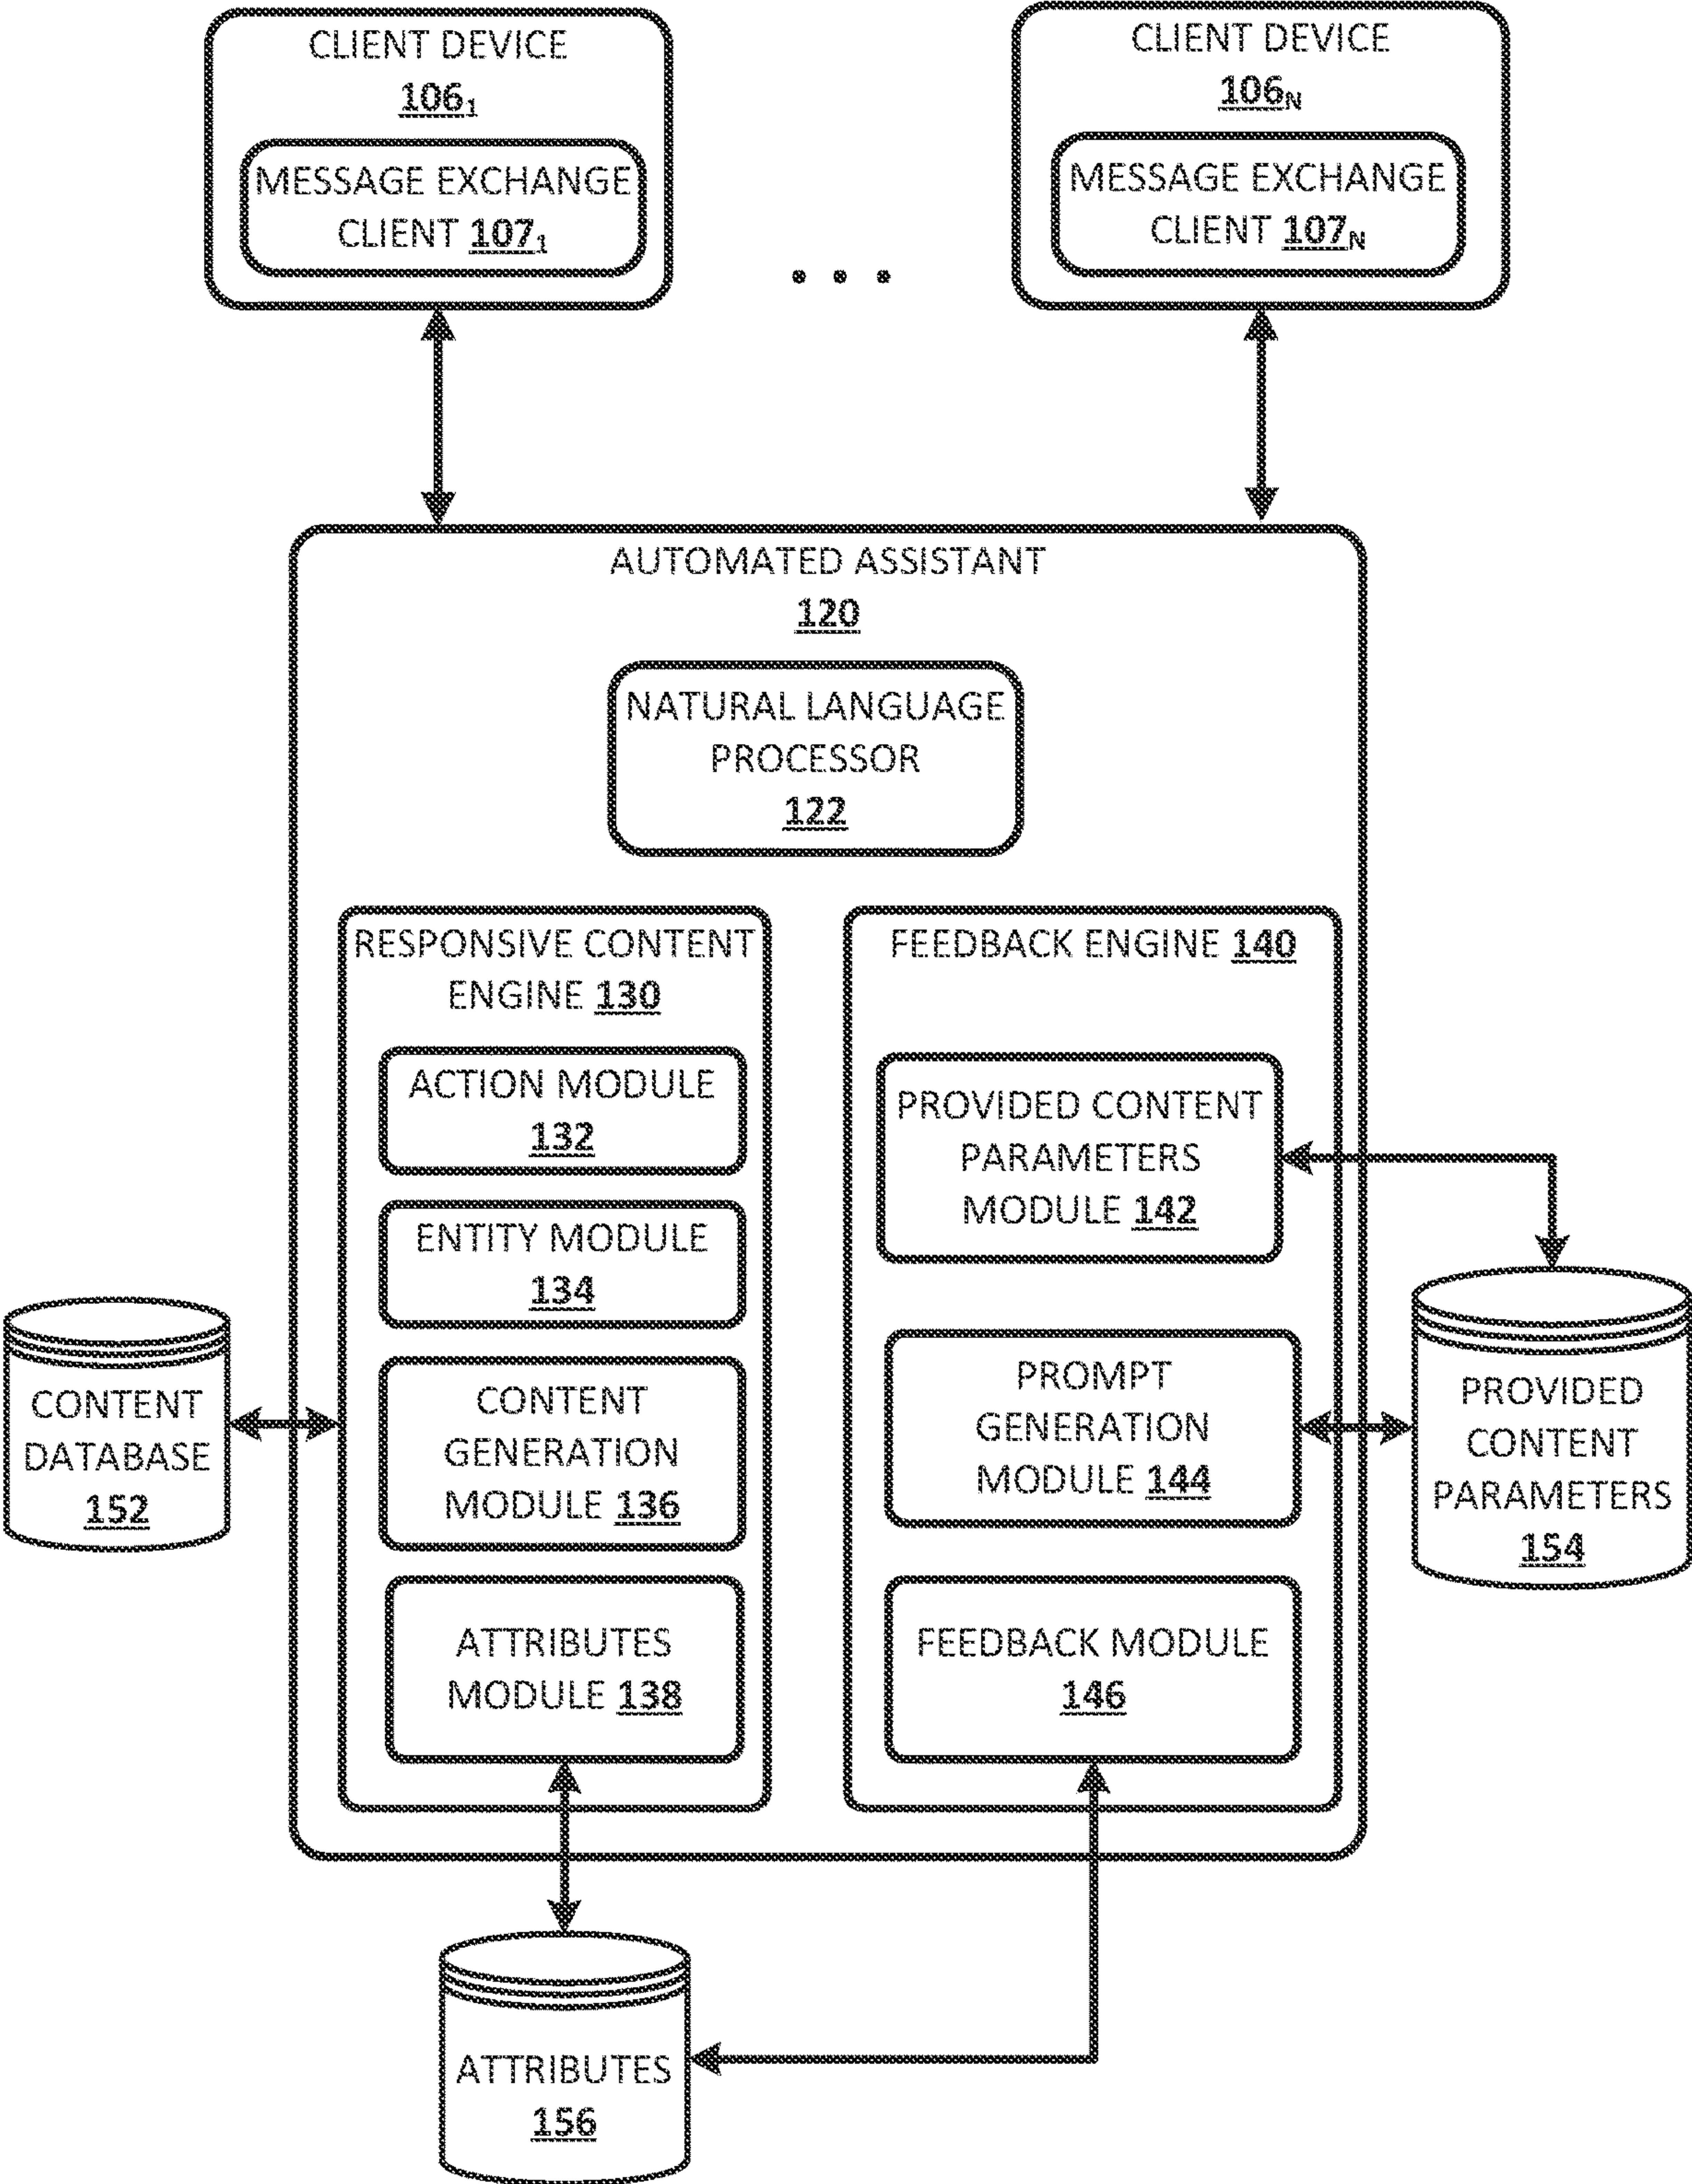 CLIENT DEVICE
106₁
MESSAGE EXCHANGE
CLIENT 107₁
CLIENT DEVICE
106N
MESSAGE EXCHANGE
CLIENT 107N
. . .
AUTOMATED ASSISTANT
120
NATURAL LANGUAGE
PROCESSOR
122
RESPONSIVE CONTENT
ENGINE 130
ACTION MODULE
132
ENTITY MODULE
134
CONTENT
GENERATION
MODULE 136
ATTRIBUTES
MODULE 138
FEEDBACK ENGINE 140
PROVIDED CONTENT
PARAMETERS
MODULE 142
PROMPT
GENERATION
MODULE 144
FEEDBACK MODULE
146
CONTENT
DATABASE
152
PROVIDED
CONTENT
PARAMETERS
154
ATTRIBUTES
156